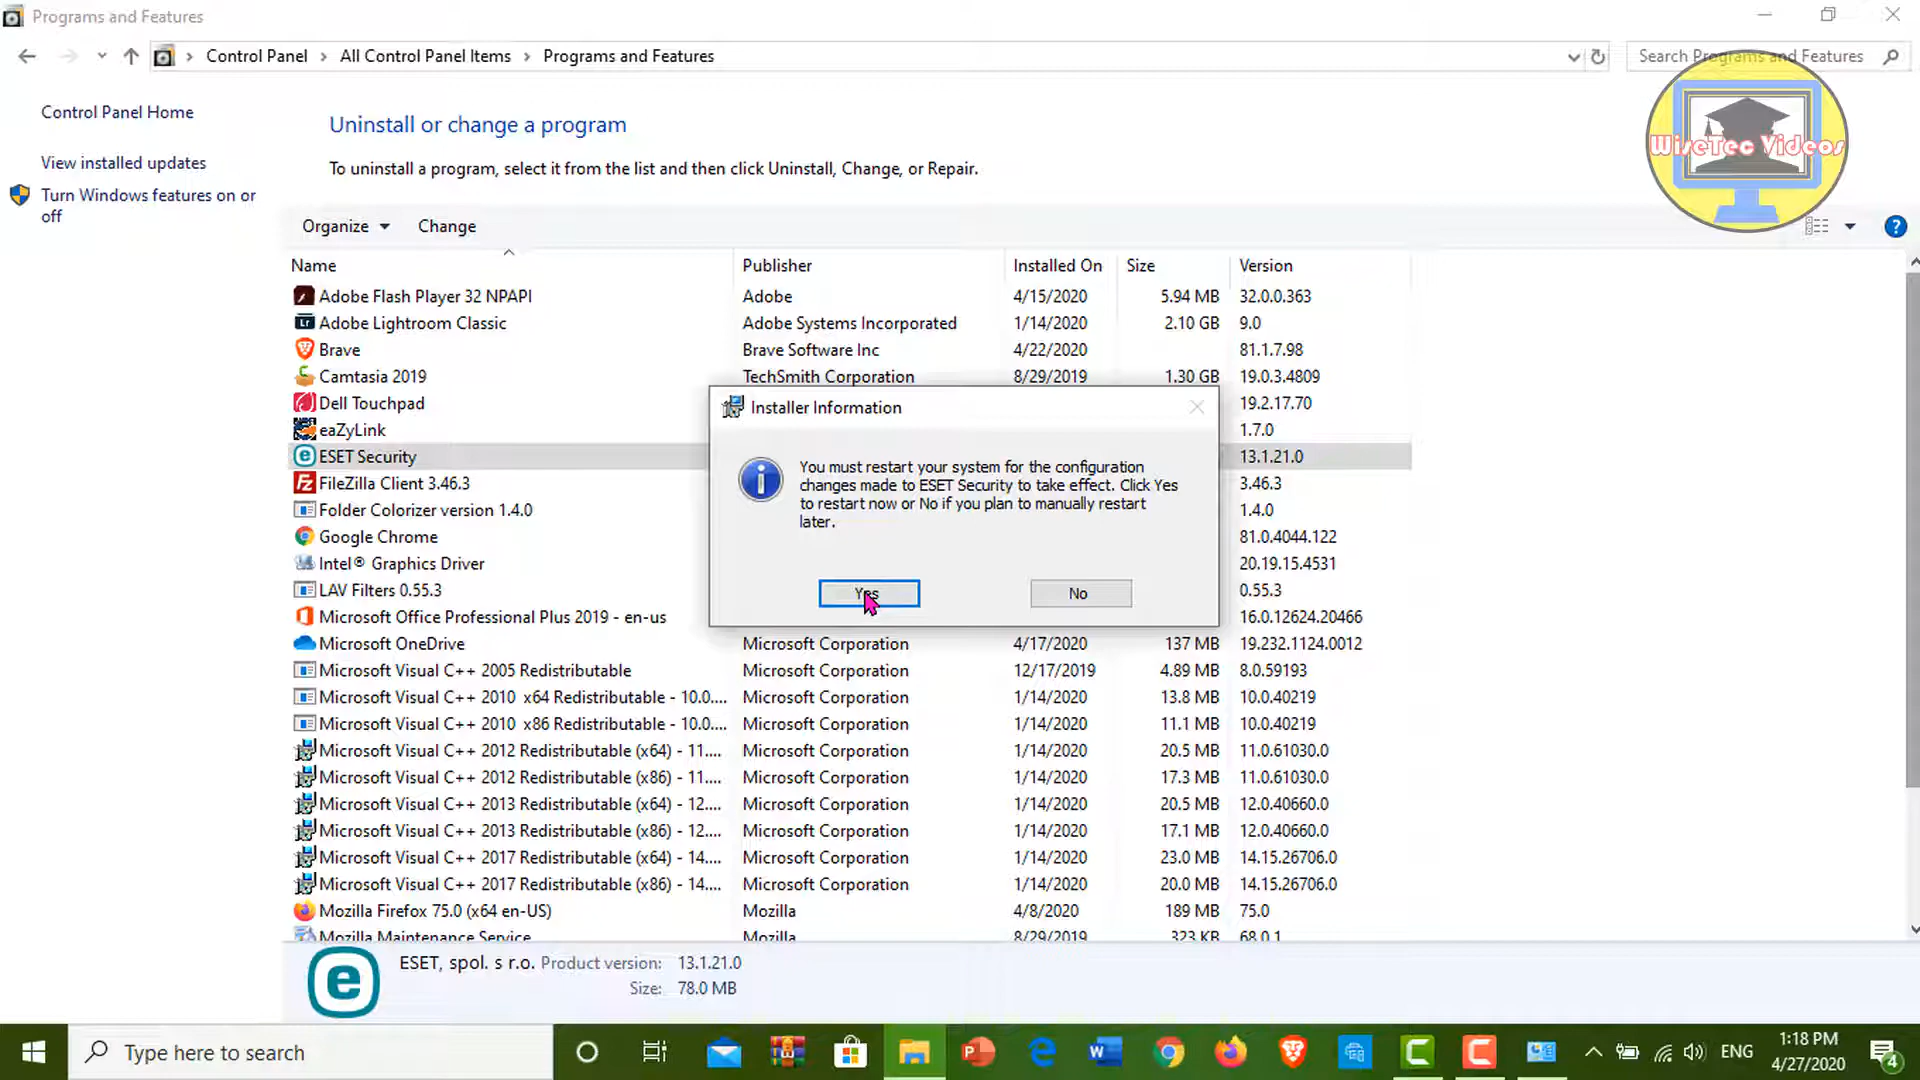 Programs and Features
Control Panel
All Control Panel Items
Programs and Features
Search Programs and Features
WiseTec Videos
Control Panel Home
View installed updates
Turn Windows features on or
off
Uninstall or change a program
To uninstall a program, select it from the list and then click Uninstall, Change, or Repair.
Organize
Change
Name Publisher Installed On Size Version
Adobe Flash Player 32 NPAPI Adobe 4/15/2020 5.94 MB 32.0.0.363
Adobe Lightroom Classic Adobe Systems Incorporated 1/14/2020 2.10 GB 9.0
Brave Brave Software Inc 4/22/2020 81.1.7.98
Camtasia 2019 TechSmith Corporation 8/29/2019 1.30 GB 19.0.3.4809
Dell Touchpad 19.2.17.70
eaZyLink 1.7.0
ESET Security 13.1.21.0
FileZilla Client 3.46.3 3.46.3
Folder Colorizer version 1.4.0 1.4.0
Google Chrome 81.0.4044.122
Intel® Graphics Driver 20.19.15.4531
LAV Filters 0.55.3 0.55.3
Microsoft Office Professional Plus 2019 - en-us 16.0.12624.20466
Microsoft OneDrive Microsoft Corporation 4/17/2020 137 MB 19.232.1124.0012
Microsoft Visual C++ 2005 Redistributable Microsoft Corporation 12/17/2019 4.89 MB 8.0.59193
Microsoft Visual C++ 2010 x64 Redistributable - 10.0.... Microsoft Corporation 1/14/2020 13.8 MB 10.0.40219
Microsoft Visual C++ 2010 x86 Redistributable - 10.0.... Microsoft Corporation 1/14/2020 11.1 MB 10.0.40219
Microsoft Visual C++ 2012 Redistributable (x64) - 11.... Microsoft Corporation 1/14/2020 20.5 MB 11.0.61030.0
Microsoft Visual C++ 2012 Redistributable (x86) - 11.... Microsoft Corporation 1/14/2020 17.3 MB 11.0.61030.0
Microsoft Visual C++ 2013 Redistributable (x64) - 12.... Microsoft Corporation 1/14/2020 20.5 MB 12.0.40660.0
Microsoft Visual C++ 2013 Redistributable (x86) - 12.... Microsoft Corporation 1/14/2020 17.1 MB 12.0.40660.0
Microsoft Visual C++ 2017 Redistributable (x64) - 14.... Microsoft Corporation 1/14/2020 23.0 MB 14.15.26706.0
Microsoft Visual C++ 2017 Redistributable (x86) - 14.... Microsoft Corporation 1/14/2020 20.0 MB 14.15.26706.0
Mozilla Firefox 75.0 (x64 en-US) Mozilla 4/8/2020 189 MB 75.0
Mozilla Maintenance Service Mozilla 8/29/2019 323 KB 68.0.1
Installer Information
You must restart your system for the configuration
changes made to ESET Security to take effect. Click Yes
to restart now or No if you plan to manually restart
later.
Yes
No
ESET, spol. s r.o. Product version: 13.1.21.0
Size: 78.0 MB
Type here to search
ENG
1:18 PM
4/27/2020
4